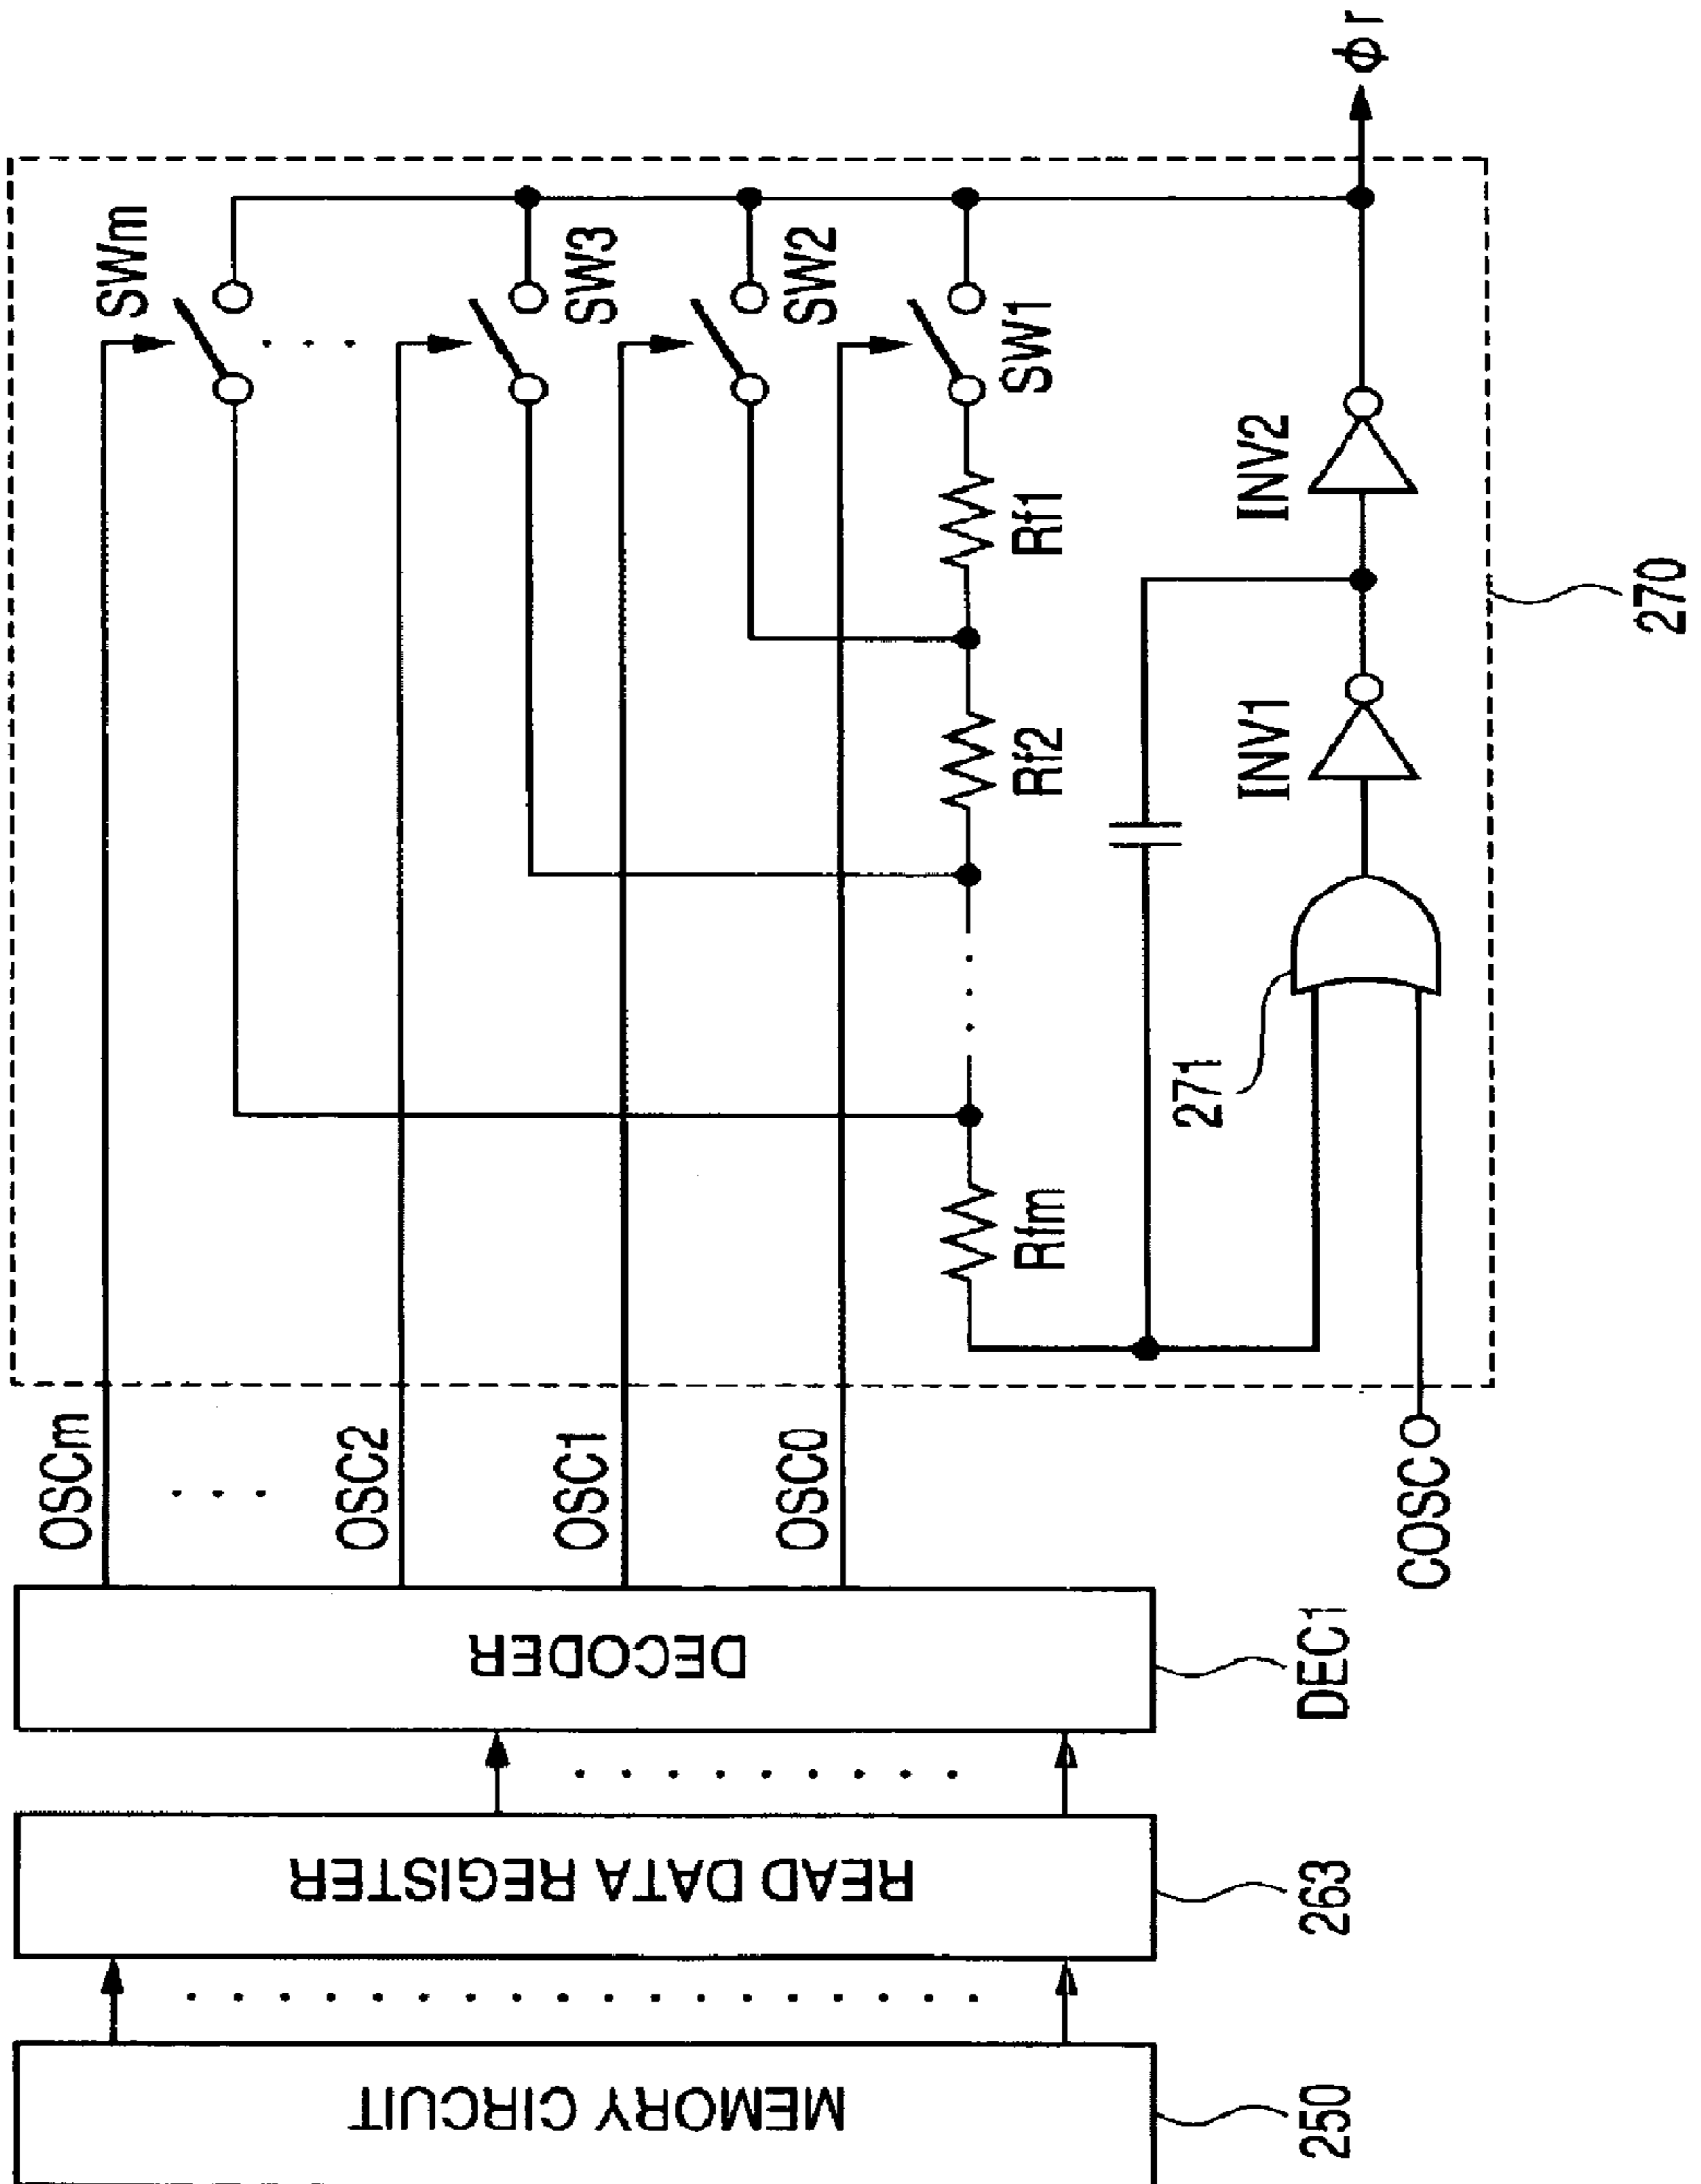 MEMORY CIRCUIT
250
READ DATA REGISTER
263
DECODER
DEC1
OSCm
OSC2
OSC1
OSC0
COSC
SWm
SW3
SW2
SW1
Rfm
Rf2
Rf1
271
INV1
INV2
φr
270